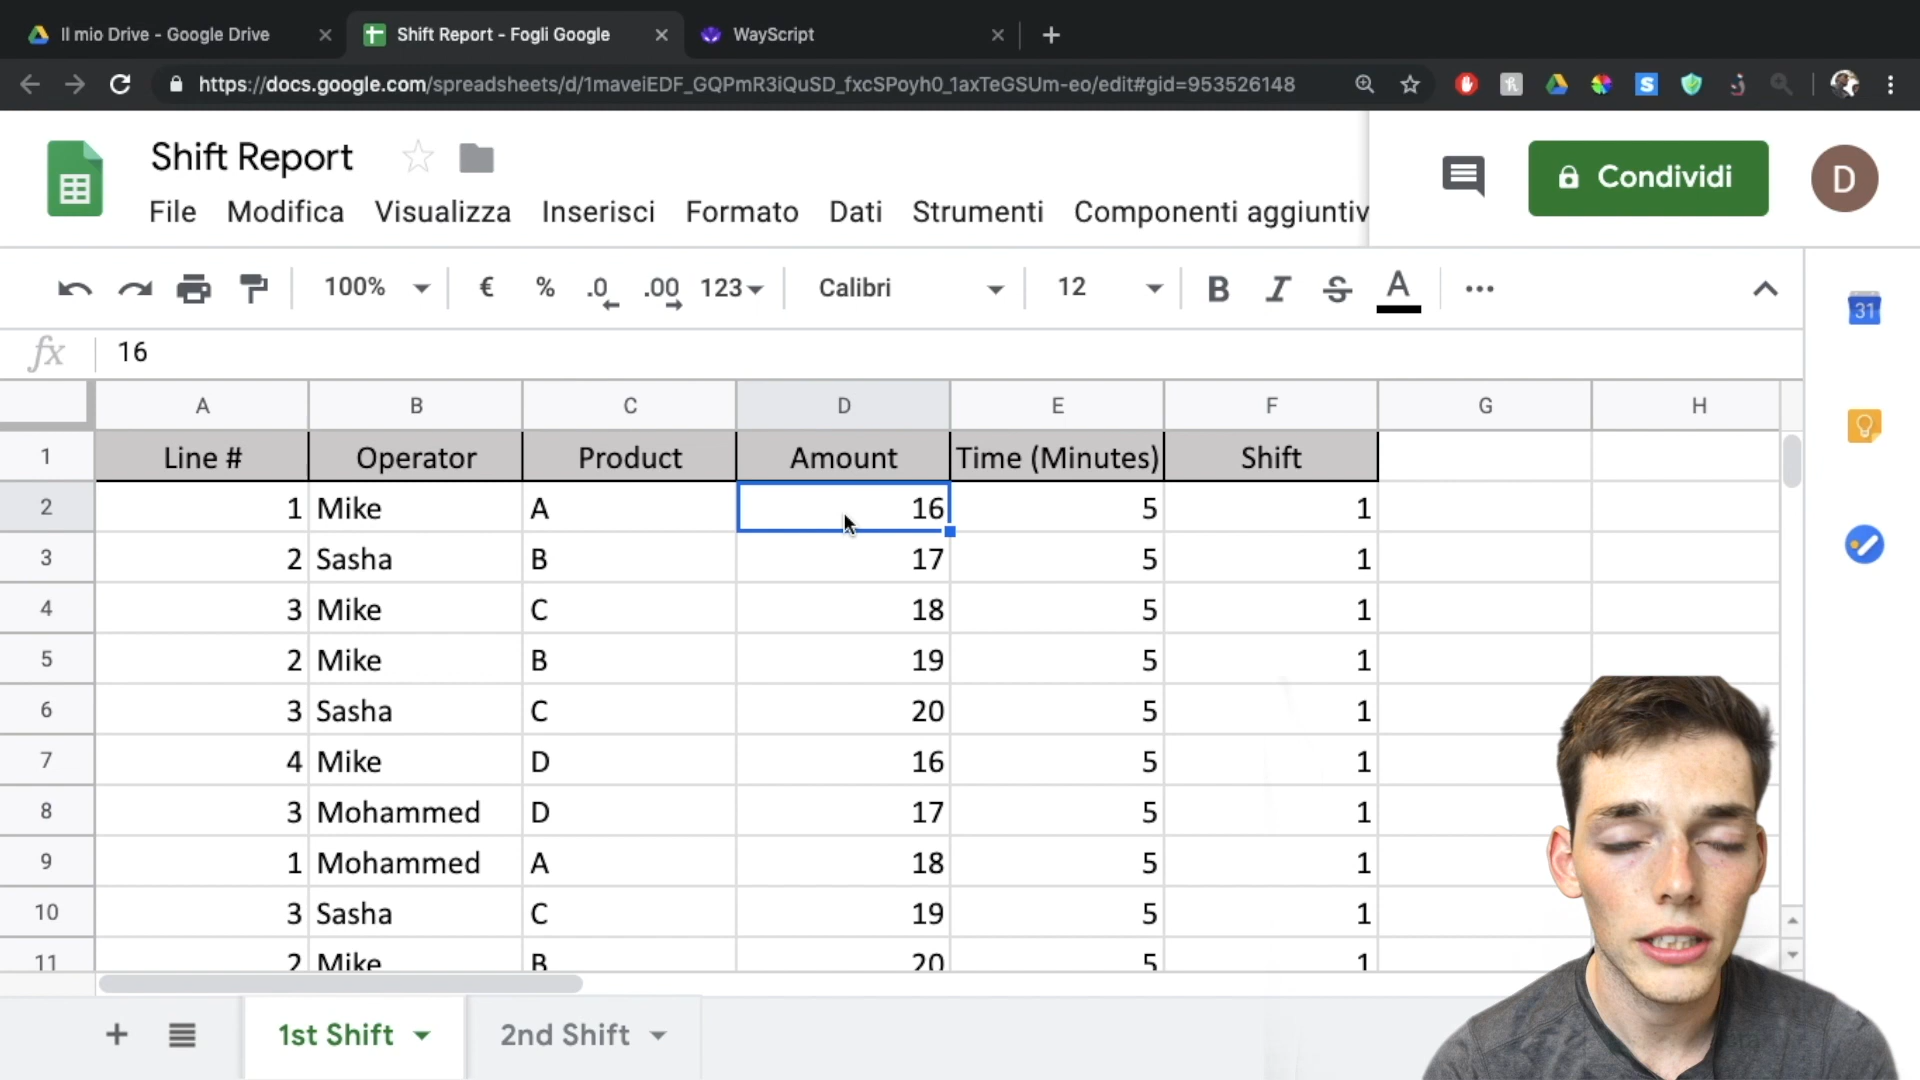 Il mio Drive - Google Drive
Shift Report - Fogli Google
WayScript
https://docs.google.com/spreadsheets/d/1maveiEDF_GQPmR3iQuSD_fxcSPoyh0_1axTeGSUm-eo/edit#gid=953526148
Shift Report
Condividi
D
File Modifica Visualizza Inserisci Formato Dati Strumenti Componenti aggiuntiv
100% € % .0 .00 123 Calibri 12 B I S A
31
fx 16
A B C D E F G H
1 Line # Operator Product Amount Time (Minutes) Shift
2 1 Mike A 16 5 1
3 2 Sasha B 17 5 1
4 3 Mike C 18 5 1
5 2 Mike B 19 5 1
6 3 Sasha C 20 5 1
7 4 Mike D 16 5 1
8 3 Mohammed D 17 5 1
9 1 Mohammed A 18 5 1
10 3 Sasha C 19 5 1
11 2 Mike B 20 5 1
1st Shift 2nd Shift